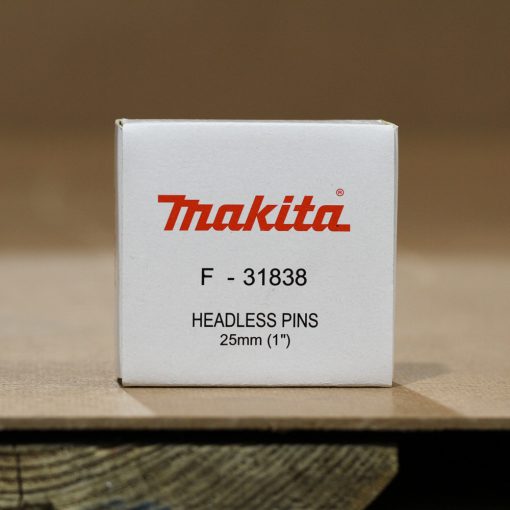 makita®
F - 31838
HEADLESS PINS
25mm (1")